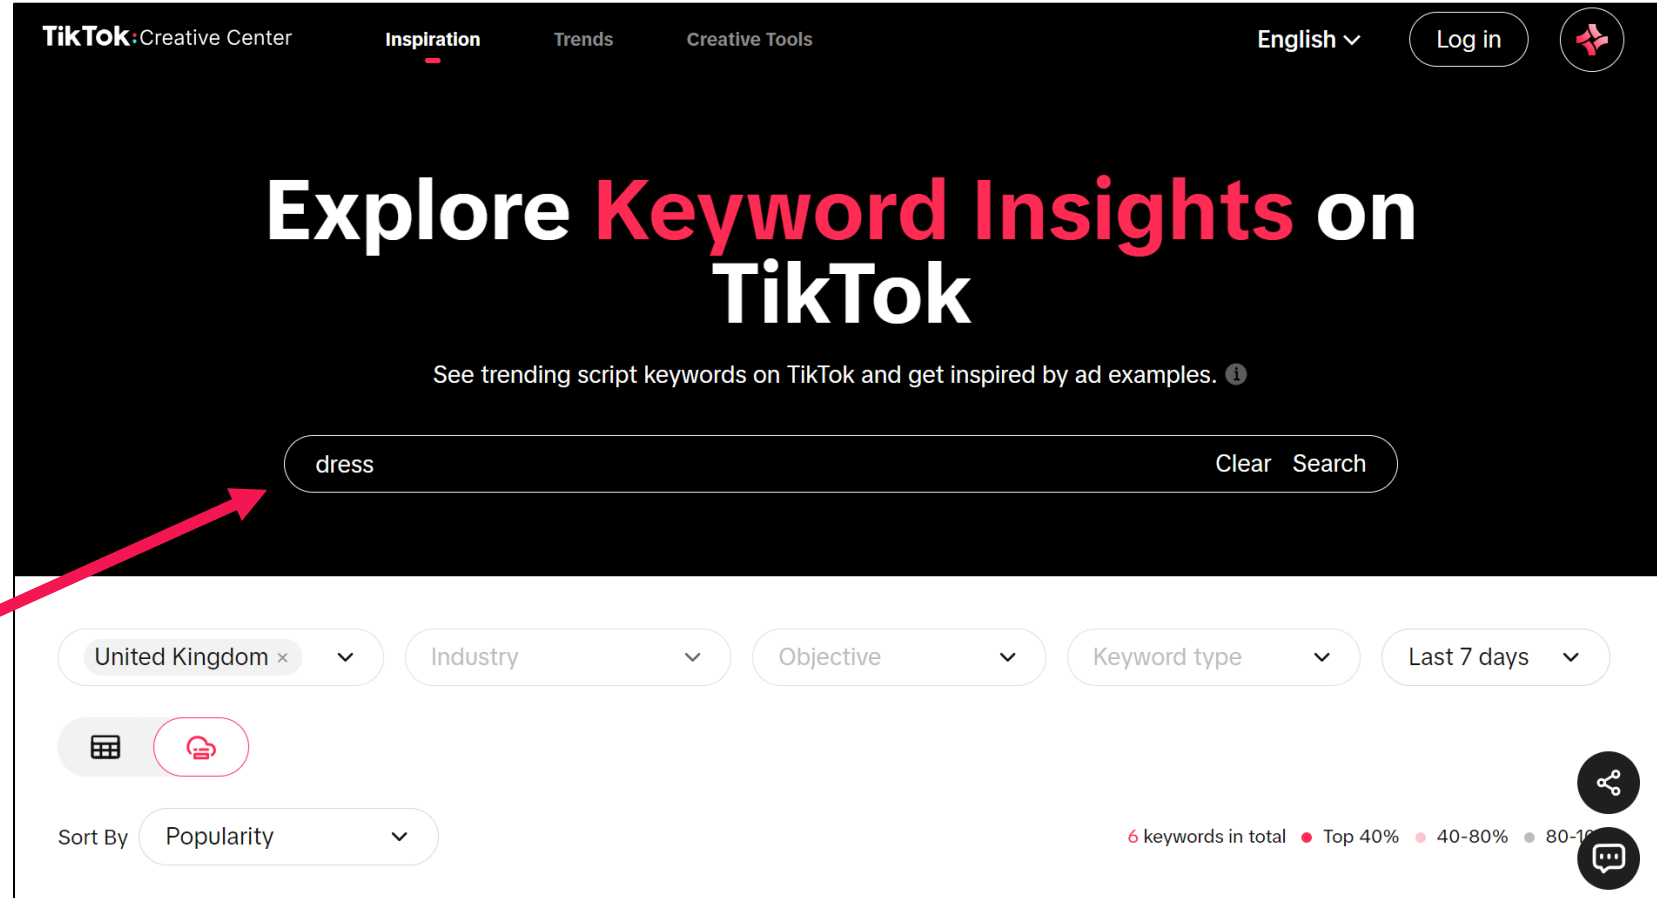 TikTok:Creative Center Inspiration Trends Creative Tools English Log in
Explore Keyword Insights on
TikTok
See trending script keywords on TikTok and get inspired by ad examples.
dress Clear Search
United Kingdom × Industry Objective Keyword type Last 7 days
Sort By Popularity 6 keywords in total Top 40% 40-80%